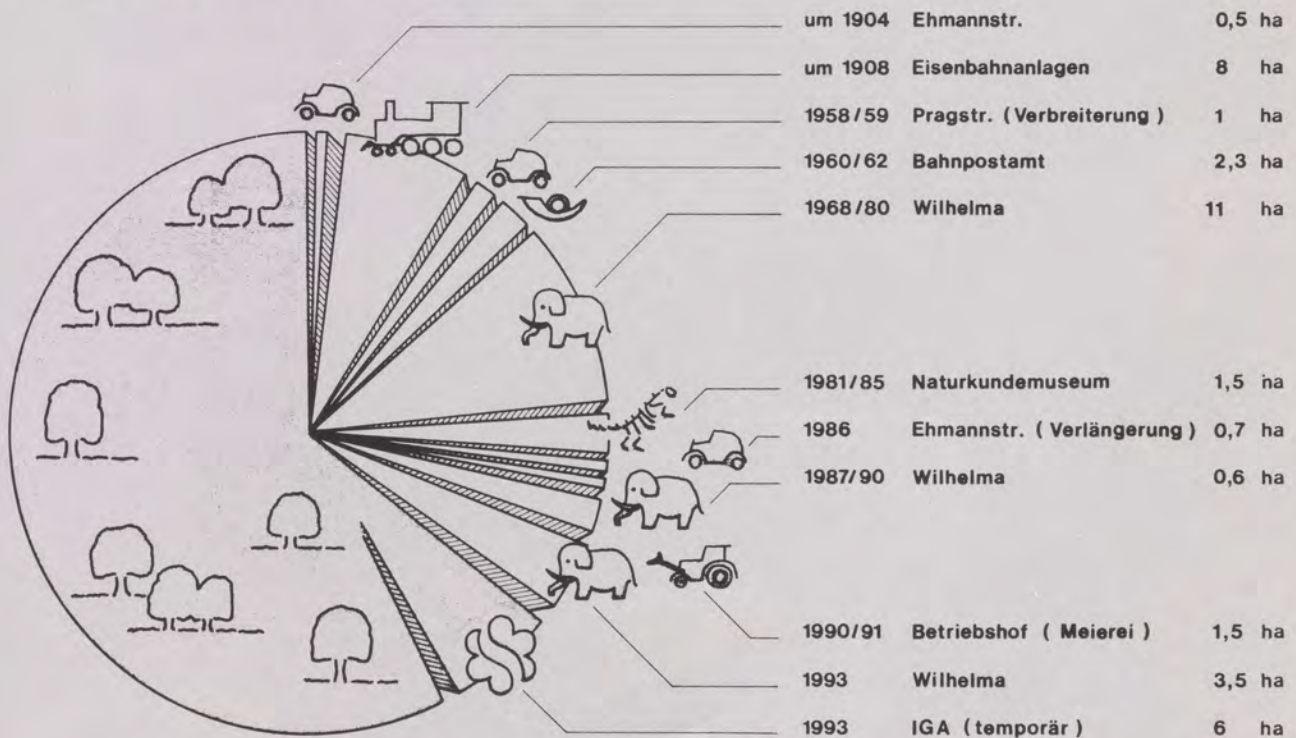 um 1904 Ehmannstr. 0,5 ha
um 1908 Eisenbahnanlagen 8 ha
1958/59 Pragstr. (Verbreiterung) 1 ha
1960/62 Bahnpostamt 2,3 ha
1968/80 Wilhelma 11 ha
1981/85 Naturkundemuseum 1,5 ha
1986 Ehmannstr. (Verlängerung) 0,7 ha
1987/90 Wilhelma 0,6 ha
1990/91 Betriebshof (Meierei) 1,5 ha
1993 Wilhelma 3,5 ha
1993 IGA (temporär) 6 ha